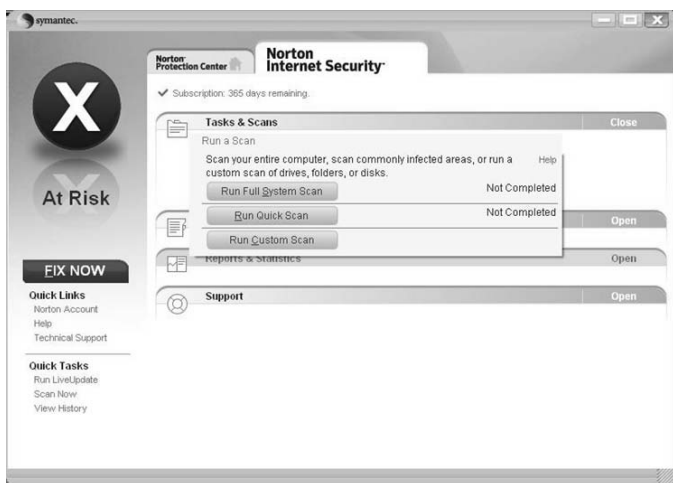 symantec.
Norton
Protection Center
Norton
Internet Security
Subscription: 365 days remaining.
X
At Risk
FIX NOW
Quick Links
Norton Account
Help
Technical Support
Quick Tasks
Run LiveUpdate
Scan Now
View History
Tasks & Scans Close
Run a Scan
Scan your entire computer, scan commonly infected areas, or run a Help
custom scan of drives, folders, or disks.
Run Full System Scan Not Completed
Run Quick Scan Not Completed
Run Custom Scan
Open
Reports & Statistics Open
Support Open